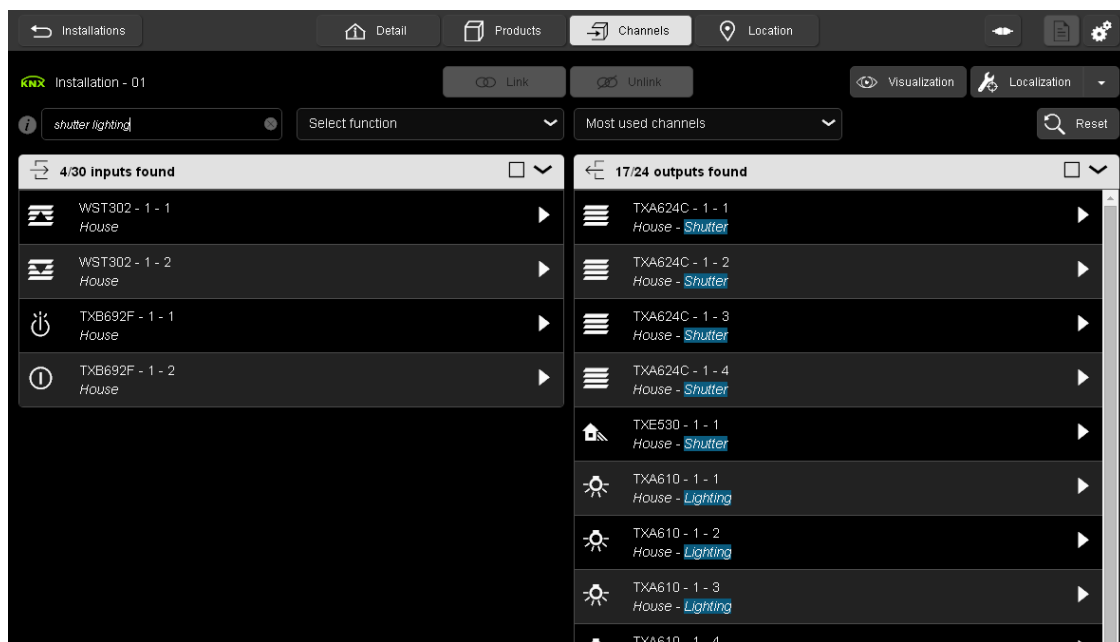 Installations
Detail
Products
Channels
Location
KNX Installation - 01
Link
Unlink
Visualization
Localization
shutter lighting
Select function
Most used channels
Reset
4/30 inputs found
WST302 - 1 - 1
House
WST302 - 1 - 2
House
TXB692F - 1 - 1
House
TXB692F - 1 - 2
House
17/24 outputs found
TXA624C - 1 - 1
House - Shutter
TXA624C - 1 - 2
House - Shutter
TXA624C - 1 - 3
House - Shutter
TXA624C - 1 - 4
House - Shutter
TXE530 - 1 - 1
House - Shutter
TXA610 - 1 - 1
House - Lighting
TXA610 - 1 - 2
House - Lighting
TXA610 - 1 - 3
House - Lighting
TXA610 - 1 - 4